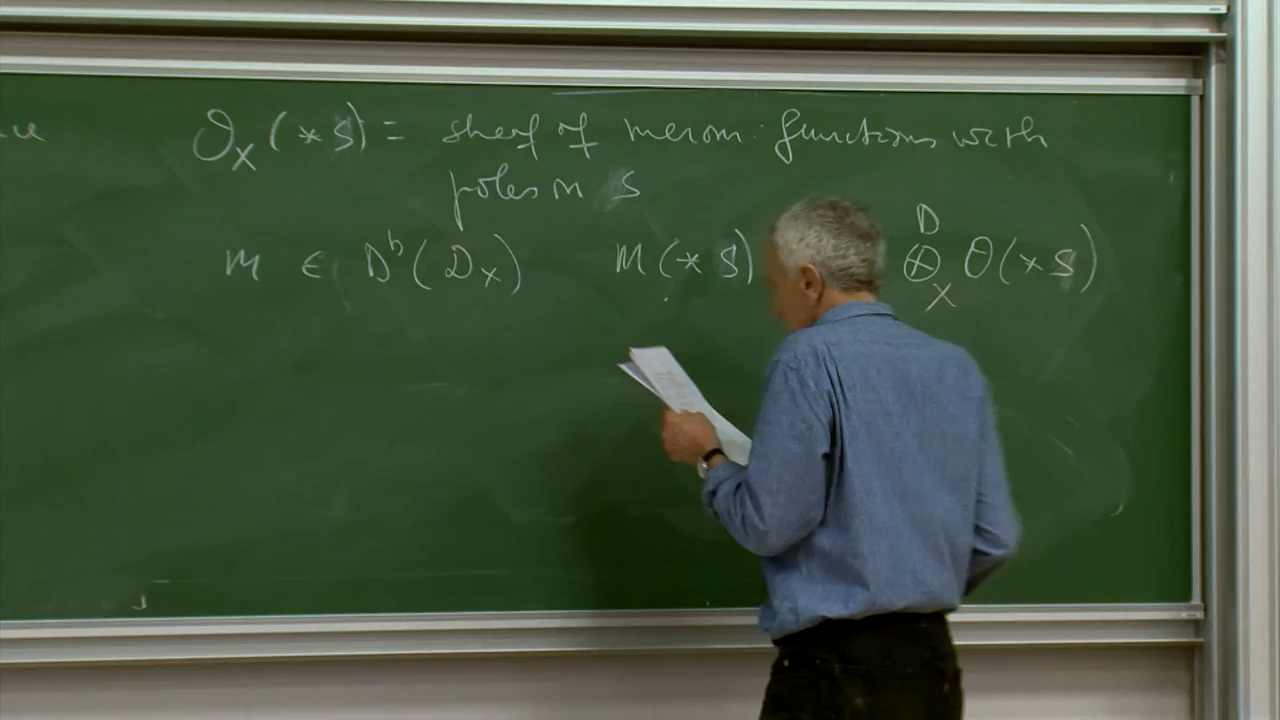 𝒪_X(*S) = sheaf of merom. functions with
poles in S
M ∈ D^b(𝒟_X) M(*S) ⊗^D_X 𝒪(*S)